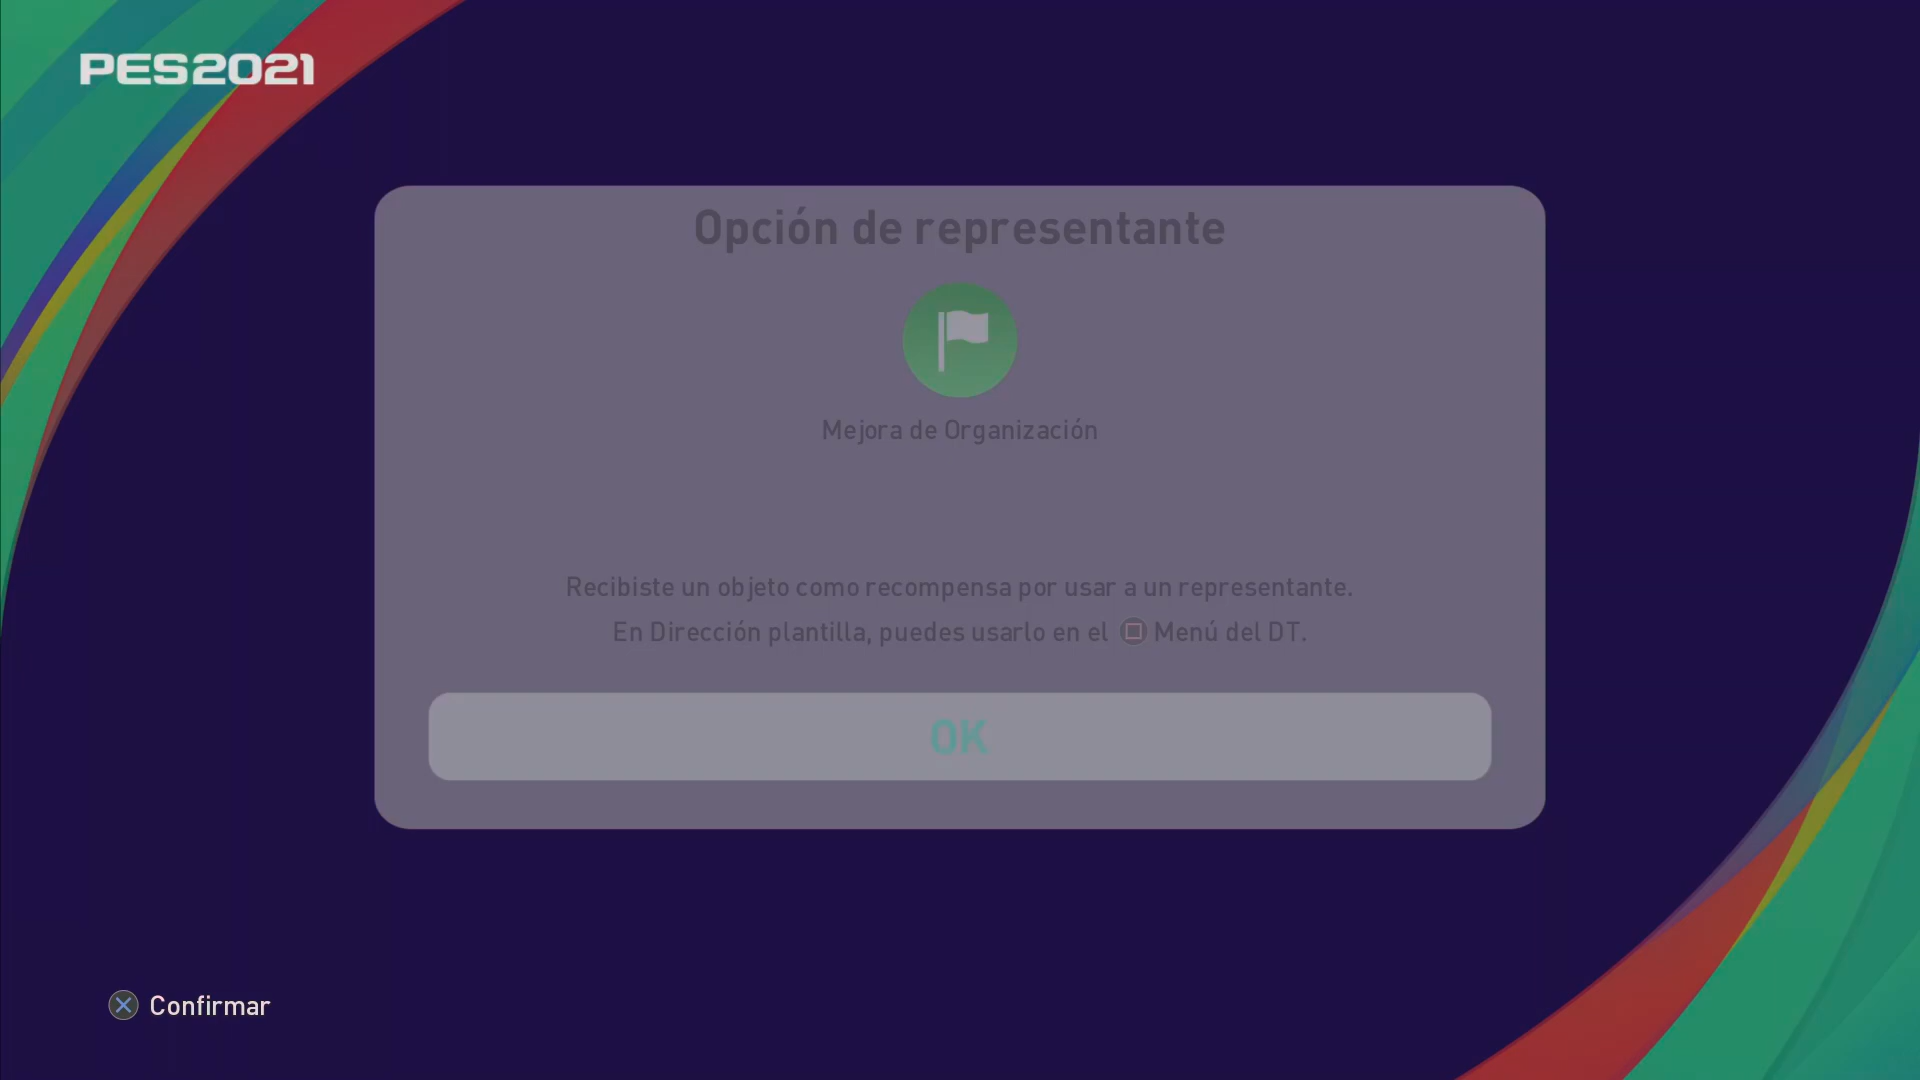 PES2021
Opción de representante
Mejora de Organización
Recibiste un objeto como recompensa por usar a un representante.
En Dirección plantilla, puedes usarlo en el Menú del DT.
OK
Confirmar